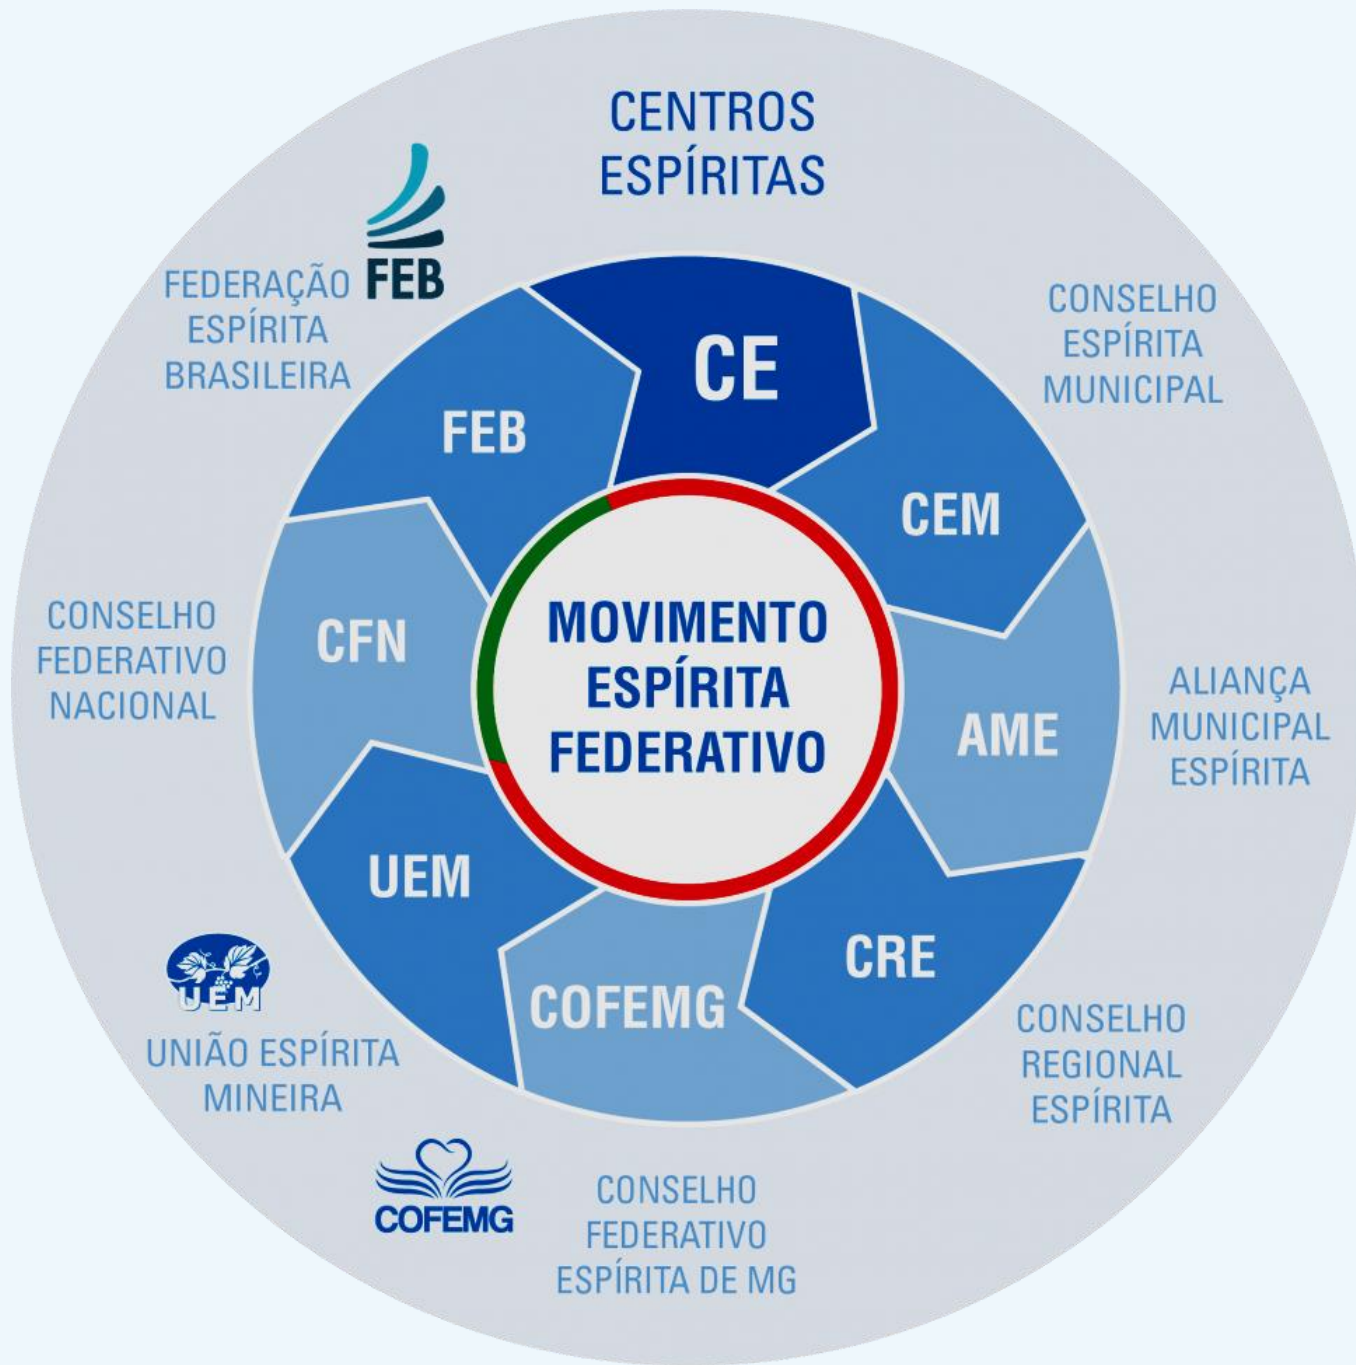 CENTROS
ESPÍRITAS
CE
CONSELHO
ESPÍRITA
MUNICIPAL
CEM
ALIANÇA
MUNICIPAL
ESPÍRITA
AME
CONSELHO
REGIONAL
ESPÍRITA
CRE
CONSELHO
FEDERATIVO
ESPÍRITA DE MG
COFEMG
COFEMG
UNIÃO ESPÍRITA
MINEIRA
UEM
UEM
CONSELHO
FEDERATIVO
NACIONAL
CFN
FEDERAÇÃO
ESPÍRITA
BRASILEIRA
FEB
FEB
MOVIMENTO
ESPÍRITA
FEDERATIVO